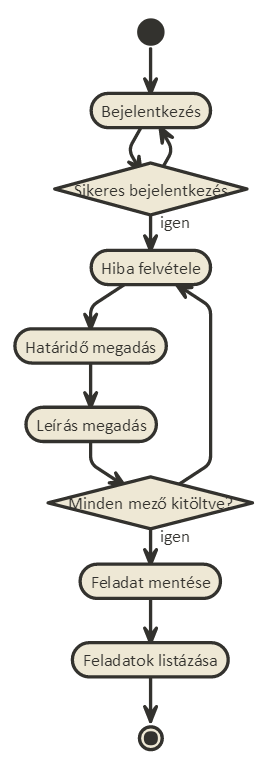 Bejelentkezés
Sikeres bejelentkezés
igen
Hiba felvétele
Határidő megadás
Leírás megadás
Minden mező kitöltve?
igen
Feladat mentése
Feladatok listázása